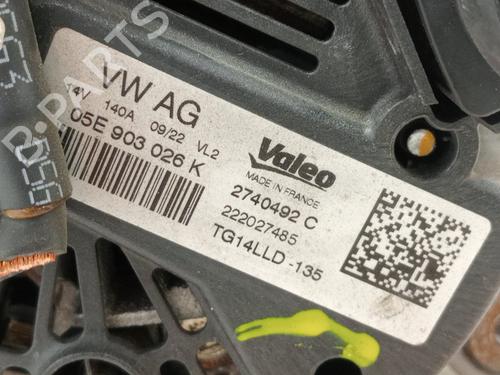 VW AG
14V 140A 09/22 VL2
05E 903 026 K
Valeo
MADE IN FRANCE
2740492 C
222027485
TG14LLD -135
B-PARTS